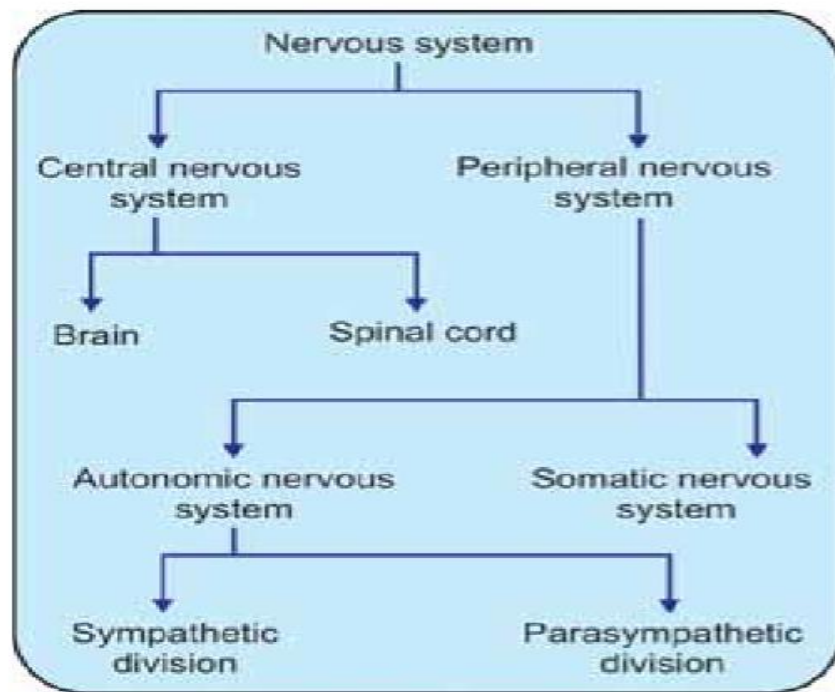 Nervous system
Central nervous
system
Peripheral nervous
system
Brain
Spinal cord
Autonomic nervous
system
Somatic nervous
system
Sympathetic
division
Parasympathetic
division